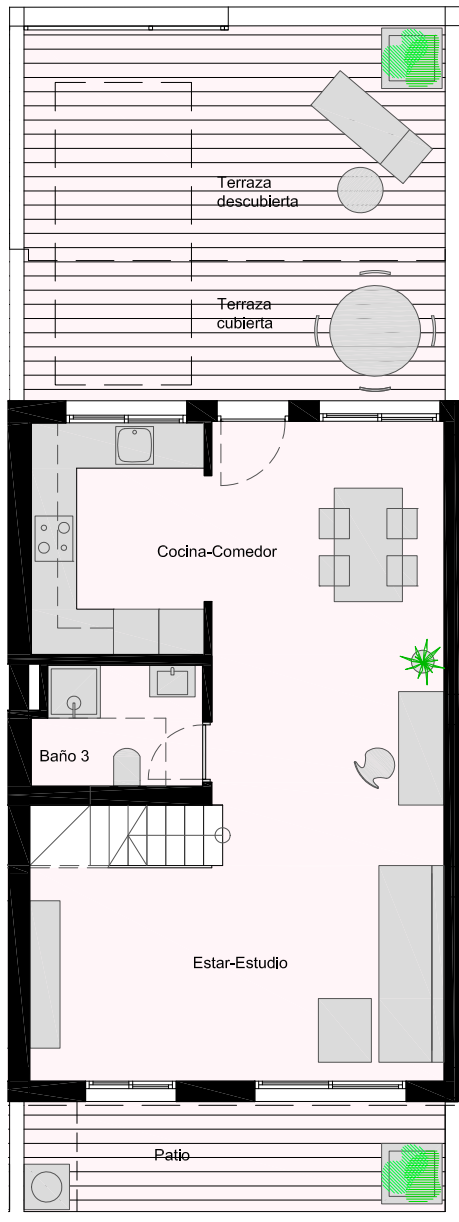 Terraza
descubierta
Terraza
cubierta
Cocina-Comedor
Baño 3
Estar-Estudio
Patio